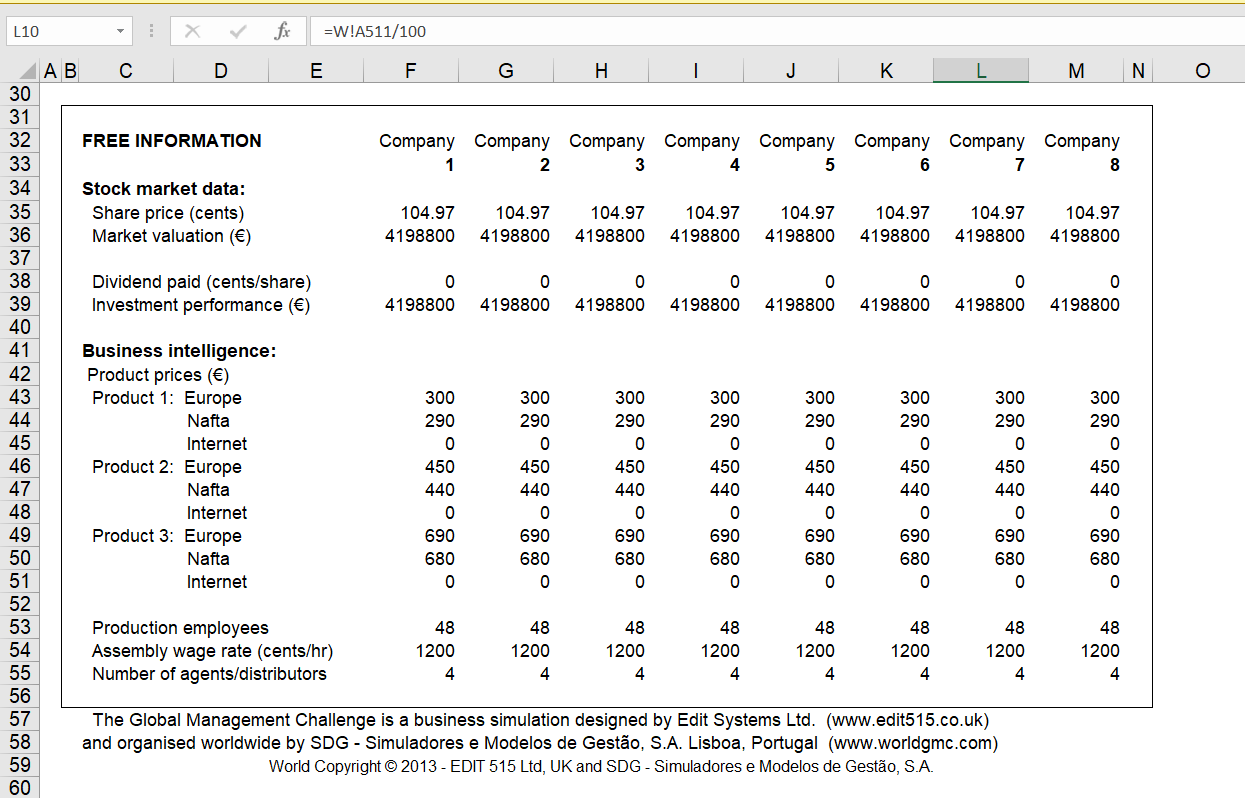 L10 fx =W!A511/100
A B C D E F G H I J K L M N O
30
31
32 FREE INFORMATION Company Company Company Company Company Company Company Company
33 1 2 3 4 5 6 7 8
34 Stock market data:
35 Share price (cents) 104.97 104.97 104.97 104.97 104.97 104.97 104.97 104.97
36 Market valuation (€) 4198800 4198800 4198800 4198800 4198800 4198800 4198800 4198800
37
38 Dividend paid (cents/share) 0 0 0 0 0 0 0 0
39 Investment performance (€) 4198800 4198800 4198800 4198800 4198800 4198800 4198800 4198800
40
41 Business intelligence:
42 Product prices (€)
43 Product 1: Europe 300 300 300 300 300 300 300 300
44 Nafta 290 290 290 290 290 290 290 290
45 Internet 0 0 0 0 0 0 0 0
46 Product 2: Europe 450 450 450 450 450 450 450 450
47 Nafta 440 440 440 440 440 440 440 440
48 Internet 0 0 0 0 0 0 0 0
49 Product 3: Europe 690 690 690 690 690 690 690 690
50 Nafta 680 680 680 680 680 680 680 680
51 Internet 0 0 0 0 0 0 0 0
52
53 Production employees 48 48 48 48 48 48 48 48
54 Assembly wage rate (cents/hr) 1200 1200 1200 1200 1200 1200 1200 1200
55 Number of agents/distributors 4 4 4 4 4 4 4 4
56
57 The Global Management Challenge is a business simulation designed by Edit Systems Ltd. (www.edit515.co.uk)
58 and organised worldwide by SDG - Simuladores e Modelos de Gestão, S.A. Lisboa, Portugal (www.worldgmc.com)
59 World Copyright © 2013 - EDIT 515 Ltd, UK and SDG - Simuladores e Modelos de Gestão, S.A.
60